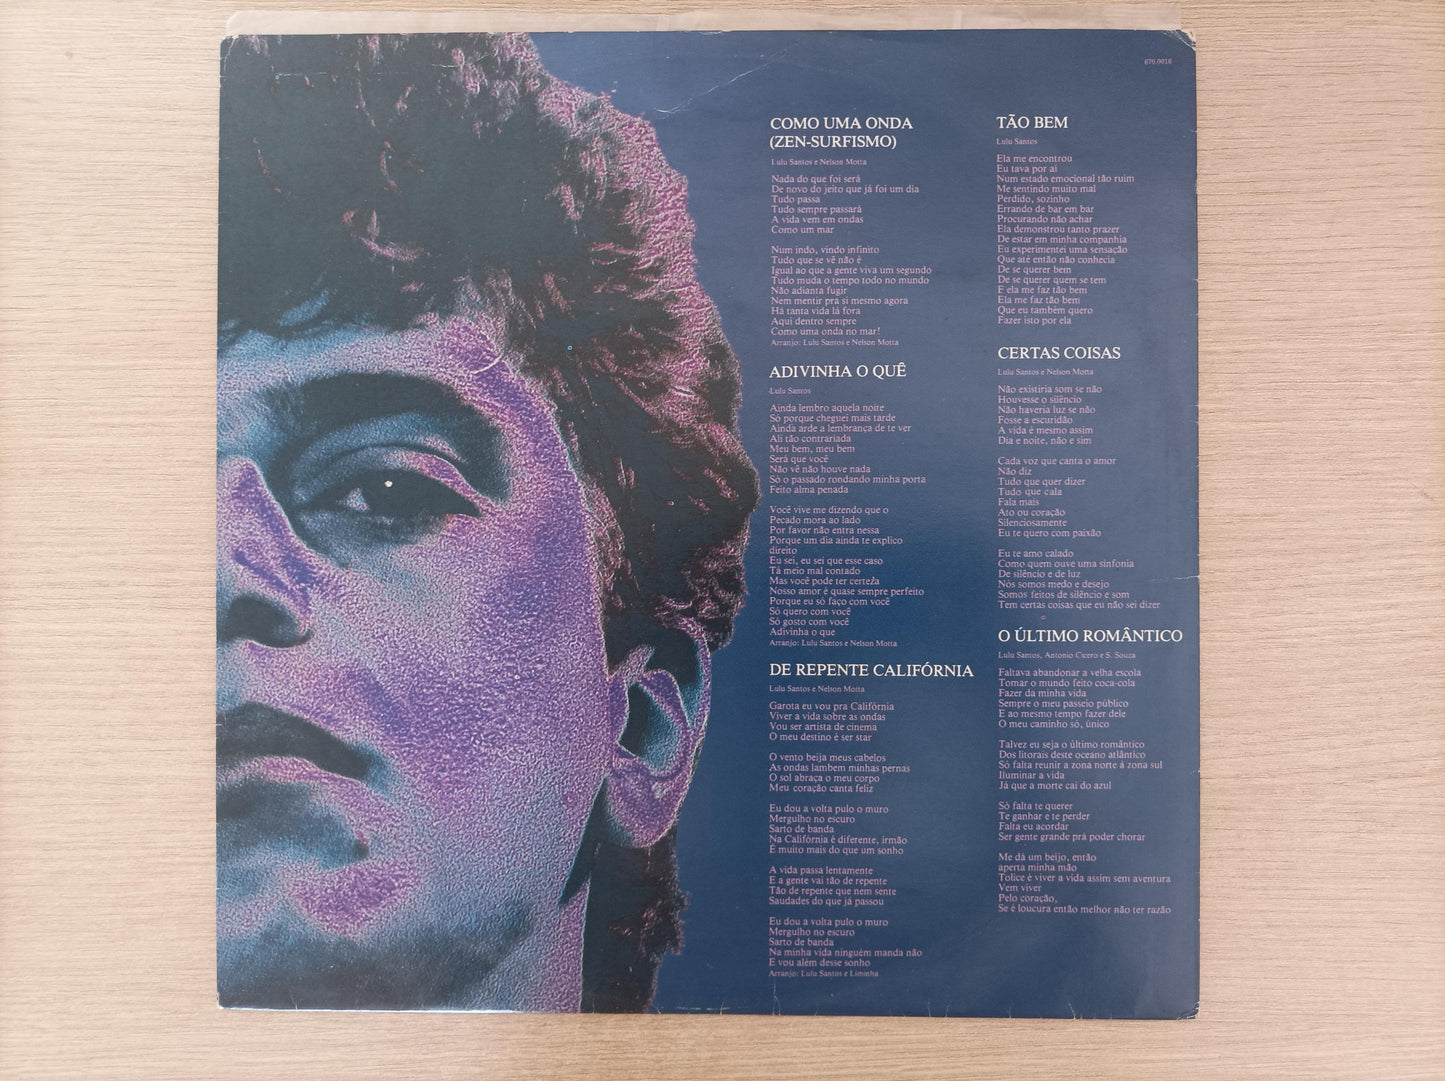 670.0016
COMO UMA ONDA
(ZEN-SURFISMO)
Lulu Santos e Nelson Motta
Nada do que foi será
De novo do jeito que já foi um dia
Tudo passa
Tudo sempre passará
A vida vem em ondas
Como um mar
Num indo, vindo infinito
Tudo que se vê não é
Igual ao que a gente viva um segundo
Tudo muda o tempo todo no mundo
Não adianta fugir
Nem mentir pra si mesmo agora
Há tanta vida lá fora
Aqui dentro sempre
Como uma onda no mar!
Arranjo: Lulu Santos e Nelson Motta
ADIVINHA O QUÊ
Lulu Santos
Ainda lembro aquela noite
Só porque cheguei mais tarde
Ainda arde a lembrança de te ver
Ali tão contrariada
Meu bem, meu bem
Será que você
Não vê não houve nada
Só o passado rondando minha porta
Feito alma penada
Você vive me dizendo que o
Pecado mora ao lado
Por favor não entra nessa
Porque um dia ainda te explico
direito
Eu sei, eu sei que esse caso
Tá meio mal contado
Mas você pode ter certeza
Nosso amor é quase sempre perfeito
Porque eu só faço com você
Só quero com você
Só gosto com você
Adivinha o que
Arranjo: Lulu Santos e Nelson Motta
DE REPENTE CALIFÓRNIA
Lulu Santos e Nelson Motta
Garota eu vou pra Califórnia
Viver a vida sobre as ondas
Vou ser artista de cinema
O meu destino é ser star
O vento beija meus cabelos
As ondas lambem minhas pernas
O sol abraça o meu corpo
Meu coração canta feliz
Eu dou a volta pulo o muro
Mergulho no escuro
Sarto de banda
Na Califórnia é diferente, irmão
É muito mais do que um sonho
A vida passa lentamente
E a gente vai tão de repente
Tão de repente que nem sente
Saudades do que já passou
Eu dou a volta pulo o muro
Mergulho no escuro
Sarto de banda
Na minha vida ninguém manda não
E vou além desse sonho
Arranjo: Lulu Santos e Liminha
TÃO BEM
Lulu Santos
Ela me encontrou
Eu tava por aí
Num estado emocional tão ruim
Me sentindo muito mal
Perdido, sozinho
Errando de bar em bar
Procurando não achar
Ela demonstrou tanto prazer
De estar em minha companhia
Eu experimentei uma sensação
Que até então não conhecia
De se querer bem
De se querer quem se tem
E ela me faz tão bem
Ela me faz tão bem
Que eu também quero
Fazer isto por ela
CERTAS COISAS
Lulu Santos e Nelson Motta
Não existiria som se não
Houvesse o silêncio
Não haveria luz se não
Fosse a escuridão
A vida é mesmo assim
Dia e noite, não e sim
Cada voz que canta o amor
Não diz
Tudo que quer dizer
Tudo que cala
Fala mais
Ato ou coração
Silenciosamente
Eu te quero com paixão
Eu te amo calado
Como quem ouve uma sinfonia
De silêncio e de luz
Nós somos medo e desejo
Somos feitos de silêncio e som
Tem certas coisas que eu não sei dizer
O ÚLTIMO ROMÂNTICO
Lulu Santos, Antonio Cicero e S. Souza
Faltava abandonar a velha escola
Tomar o mundo feito coca-cola
Fazer da minha vida
Sempre o meu passeio público
E ao mesmo tempo fazer dele
O meu caminho só, único
Talvez eu seja o último romântico
Dos litorais deste oceano atlântico
Só falta reunir a zona norte á zona sul
Iluminar a vida
Já que a morte cai do azul
Só falta te querer
Te ganhar e te perder
Falta eu acordar
Ser gente grande prá poder chorar
Me dá um beijo, então
aperta minha mão
Tolice é viver a vida assim sem aventura
Vem viver
Pelo coração,
Se é loucura então melhor não ter razão